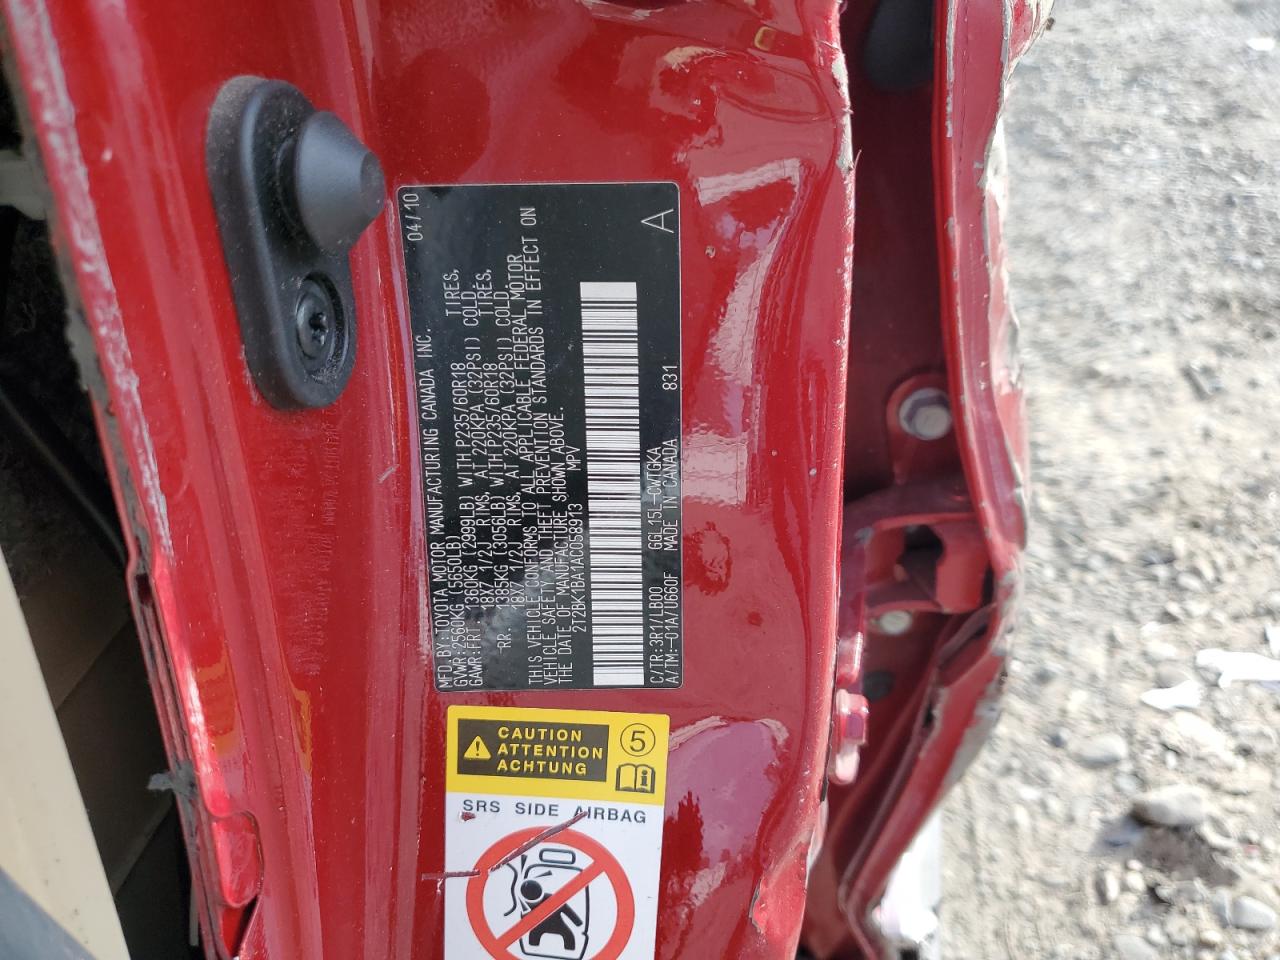 MFD. BY: TOYOTA MOTOR MANUFACTURING CANADA INC. 04/10
GVWR: 2560KG (5650LB)
GAWR: FRT. 1360KG (2999LB) WITH P235/60R18 TIRES,
18X7 1/2J RIMS, AT 220KPA (32PSI) COLD.
RR. 1385KG (3056LB) WITH P235/60R18 TIRES,
18X7 1/2J RIMS, AT 220KPA (32PSI) COLD.
THIS VEHICLE CONFORMS TO ALL APPLICABLE FEDERAL MOTOR
VEHICLE SAFETY AND THEFT PREVENTION STANDARDS IN EFFECT ON
THE DATE OF MANUFACTURE SHOWN ABOVE.
2T2BK1BA1AC058913 MPV
C/TR: 3R1/LB00 GGL15L-CWTGKA 831 A
A/TM: -01A/U660F MADE IN CANADA
CAUTION
ATTENTION
ACHTUNG
5
SRS SIDE AIRBAG